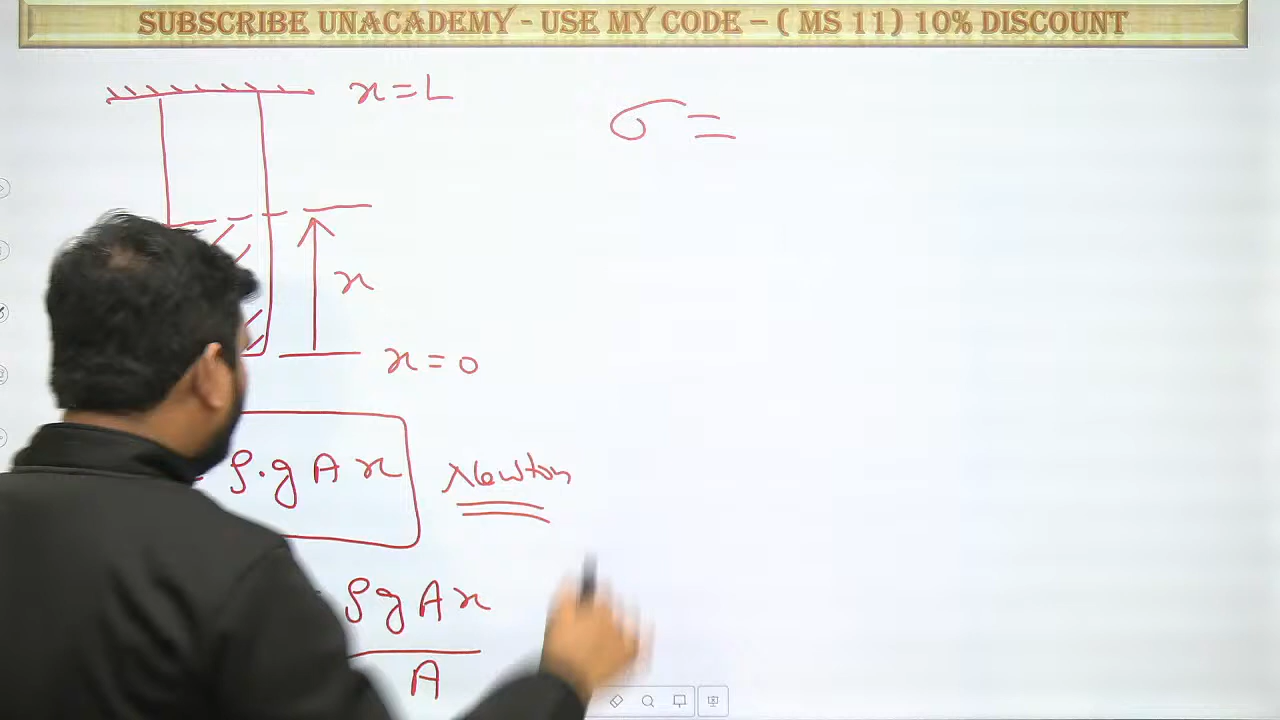 SUBSCRIBE UNACADEMY - USE MY CODE – ( MS 11) 10% DISCOUNT
x = L
σ =
x
x = 0
ρ.g A x
Newton
ρ g A x
A